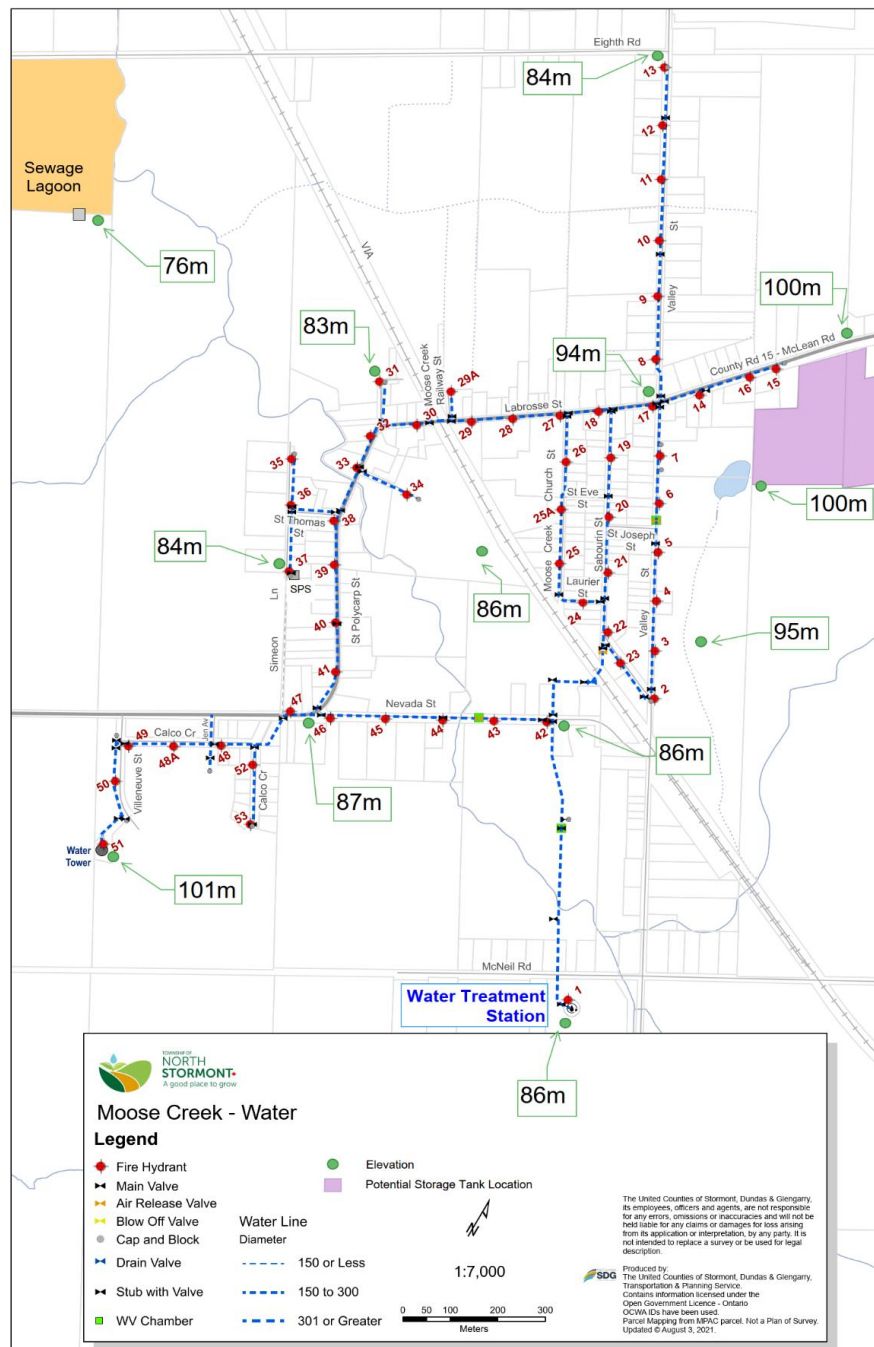 Eighth Rd
84m
13
12
Sewage
Lagoon
11
VIA
St
10
76m
9
Valley
100m
83m
94m
8
County Rd 15 - McLean Rd
31
Moose Creek
Railway St
29A
Labrosse St
16
15
14
17
18
27
28
29
30
32
35
33
34
26
Church St
19
7
36
St Thomas
St
38
25A
St Eve
St
20
6
100m
84m
37
SPS
39
Moose Creek
25
86m
Sabourin St
St Joseph
St
21
5
Laurier
St
24
4
St
Ln
St Polycarp St
40
Simeon
41
22
23
Valley
3
95m
2
47
Nevada St
46
45
44
43
42
49
Calco Cr
48A
48
52
87m
86m
50
Villeneuve St
Calco Cr
53
Water
Tower
51
101m
McNeil Rd
Water Treatment
Station
1
86m
TOWNSHIP OF
NORTH
STORMONT
A good place to grow
Moose Creek - Water
Legend
Fire Hydrant
Main Valve
Air Release Valve
Blow Off Valve
Cap and Block
Drain Valve
Stub with Valve
WV Chamber
Water Line
Diameter
150 or Less
150 to 300
301 or Greater
Elevation
Potential Storage Tank Location
1:7,000
0 50 100 200 300
Meters
The United Counties of Stormont, Dundas & Glengarry,
its employees, officers and agents, are not responsible
for any errors, omissions or inaccuracies and will not be
held liable for any claims or damages for loss arising
from its application or interpretation, by any party. It is
not intended to replace a survey or be used for legal
description.
SDG
Produced by:
The United Counties of Stormont, Dundas & Glengarry,
Transportation & Planning Service.
Contains information licensed under the
Open Government Licence - Ontario
OCWA IDs have been used.
Parcel Mapping from MPAC parcel. Not a Plan of Survey.
Updated © August 3, 2021.